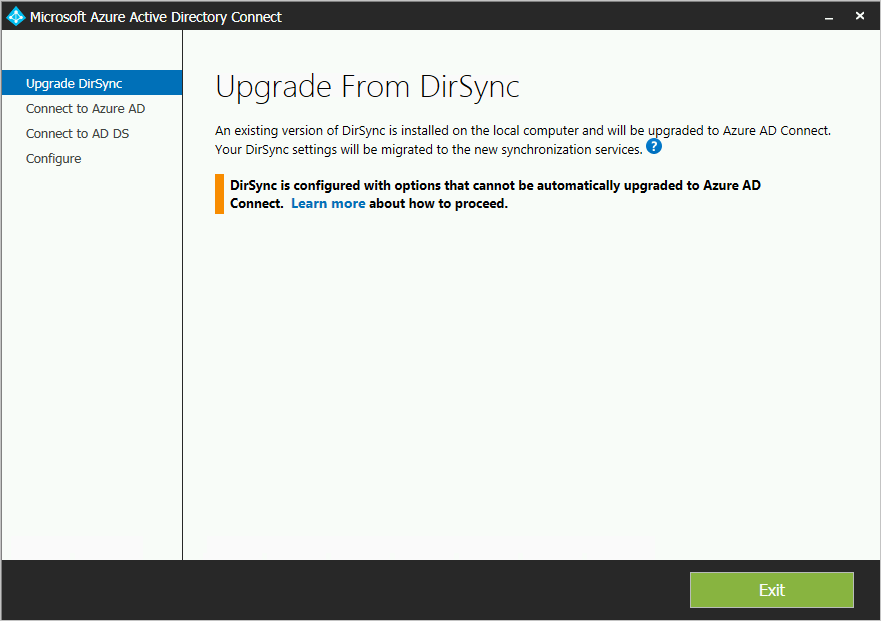 Microsoft Azure Active Directory Connect
Upgrade DirSync
Connect to Azure AD
Connect to AD DS
Configure
Upgrade From DirSync
An existing version of DirSync is installed on the local computer and will be upgraded to Azure AD Connect.
Your DirSync settings will be migrated to the new synchronization services. ?
DirSync is configured with options that cannot be automatically upgraded to Azure AD
Connect. Learn more about how to proceed.
Exit